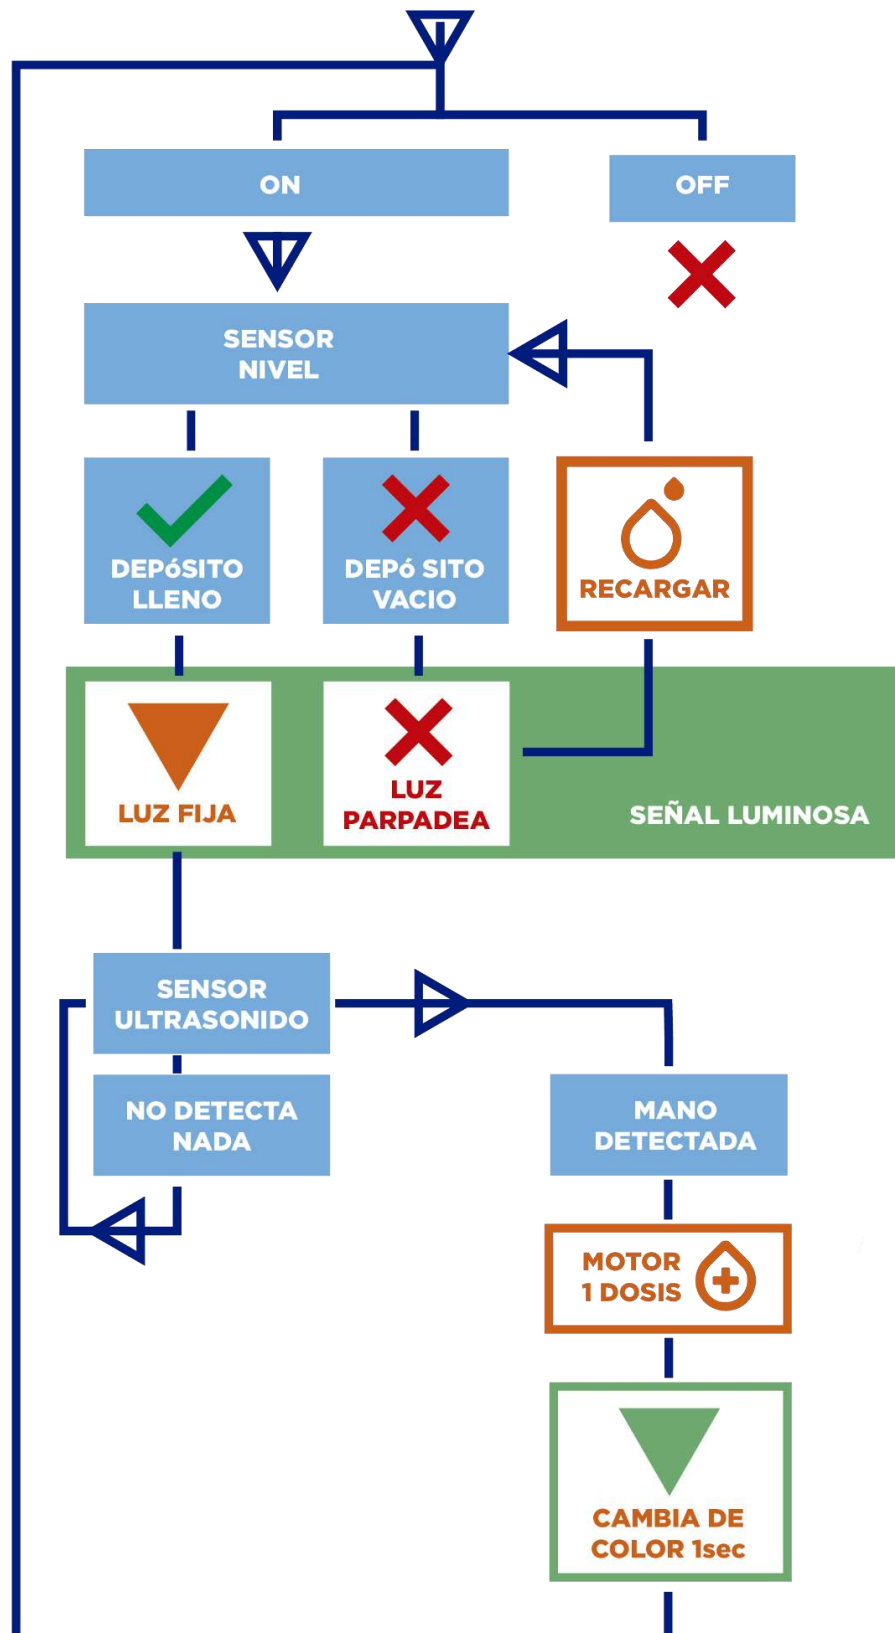 ON
OFF
SENSOR
NIVEL
DEPóSITO
LLENO
DEPó SITO
VACIO
RECARGAR
LUZ FIJA
LUZ
PARPADEA
SEÑAL LUMINOSA
SENSOR
ULTRASONIDO
NO DETECTA
NADA
MANO
DETECTADA
MOTOR
1 DOSIS
CAMBIA DE
COLOR 1sec